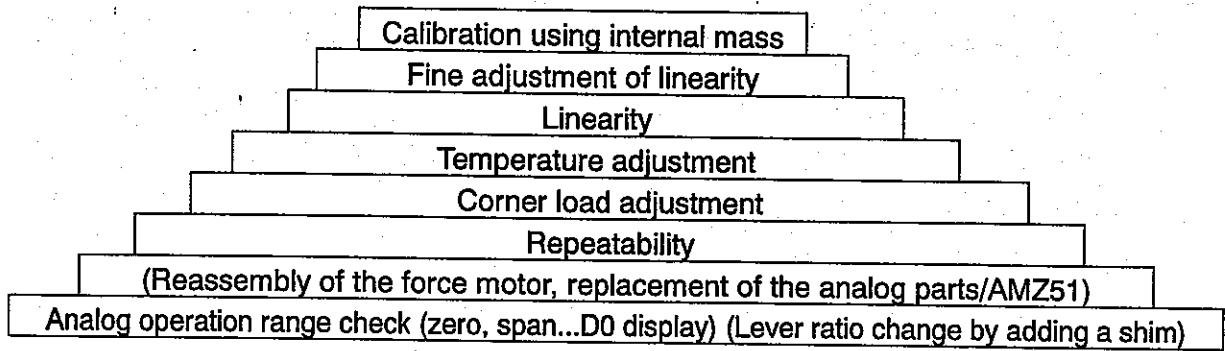 Calibration using internal mass
Fine adjustment of linearity
Linearity
Temperature adjustment
Corner load adjustment
Repeatability
(Reassembly of the force motor, replacement of the analog parts/AMZ51)
Analog operation range check (zero, span...D0 display) (Lever ratio change by adding a shim)